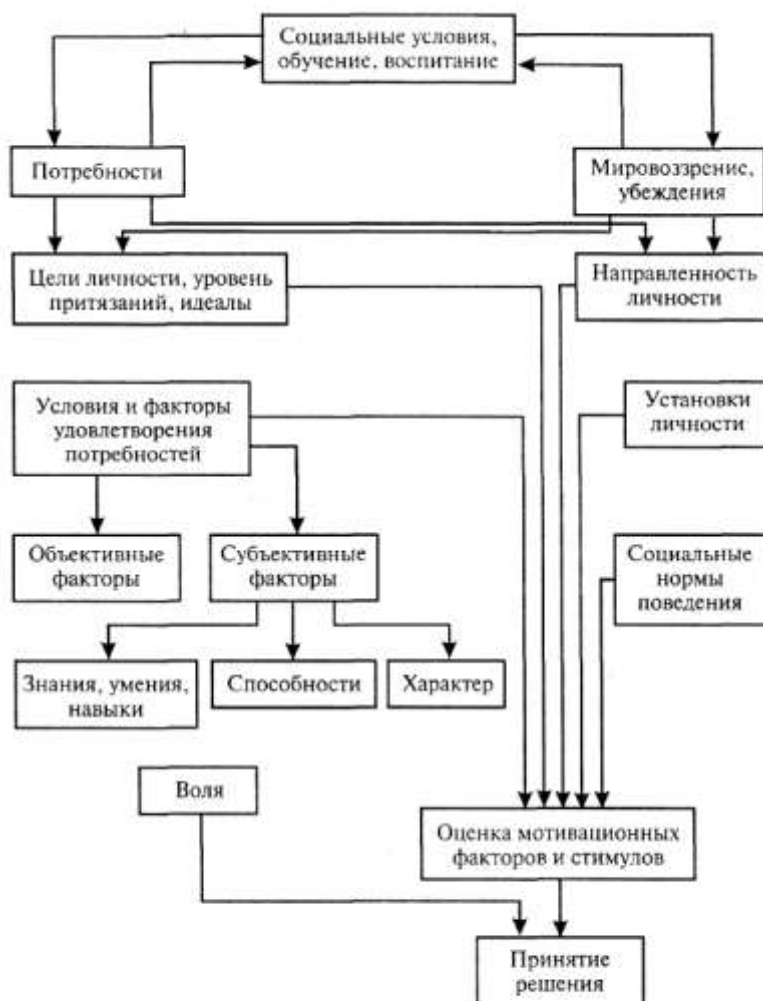 Социальные условия,
обучение, воспитание
Потребности
Мировоззрение,
убеждения
Цели личности, уровень
притязаний, идеалы
Направленность
личности
Условия и факторы
удовлетворения
потребностей
Установки
личности
Объективные
факторы
Субъективные
факторы
Социальные
нормы
поведения
Знания, умения,
навыки
Способности
Характер
Воля
Оценка мотивационных
факторов и стимулов
Принятие
решения